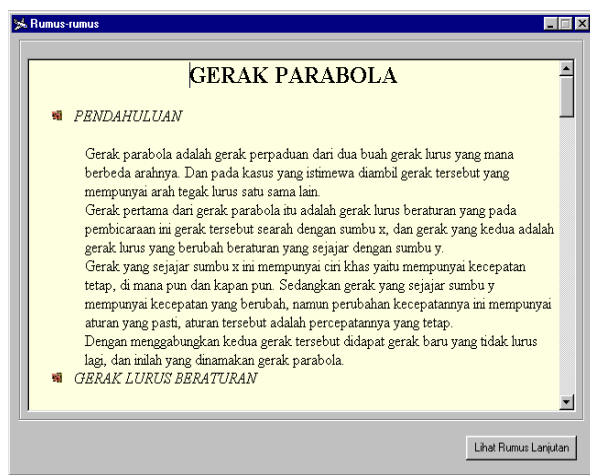 Rumus-rumus
GERAK PARABOLA
PENDAHULUAN
Gerak parabola adalah gerak perpaduan dari dua buah gerak lurus yang mana
berbeda arahnya. Dan pada kasus yang istimewa diambil gerak tersebut yang
mempunyai arah tegak lurus satu sama lain.
Gerak pertama dari gerak parabola itu adalah gerak lurus beraturan yang pada
pembicaraan ini gerak tersebut searah dengan sumbu x, dan gerak yang kedua adalah
gerak lurus yang berubah beraturan yang sejajar dengan sumbu y.
Gerak yang sejajar sumbu x ini mempunyai ciri khas yaitu mempunyai kecepatan
tetap, di mana pun dan kapan pun. Sedangkan gerak yang sejajar sumbu y
mempunyai kecepatan yang berubah, namun perubahan kecepatannya ini mempunyai
aturan yang pasti, aturan tersebut adalah percepatannya yang tetap.
Dengan menggabungkan kedua gerak tersebut didapat gerak baru yang tidak lurus
lagi, dan inilah yang dinamakan gerak parabola.
GERAK LURUS BERATURAN
Lihat Rumus Lanjutan